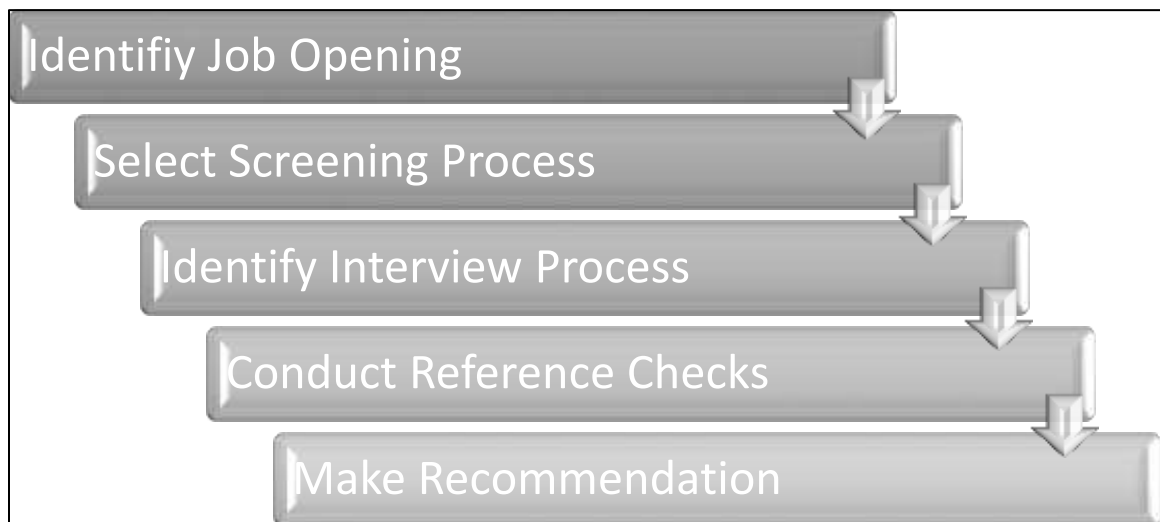 Identifiy Job Opening
Select Screening Process
Identify Interview Process
Conduct Reference Checks
Make Recommendation